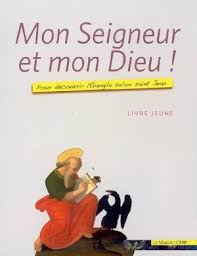 Mon Seigneur
et mon Dieu !
Pour découvrir l'Évangile selon saint Jean
LIVRE JEUNE